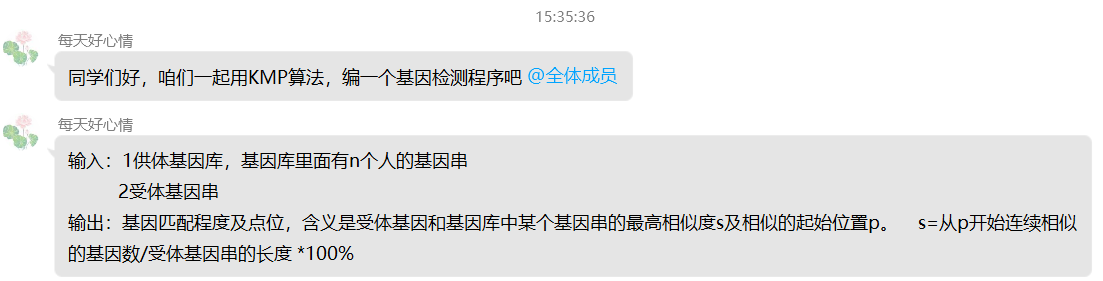 15:35:36
每天好心情
同学们好，咱们一起用KMP算法，编一个基因检测程序吧 @全体成员
每天好心情
输入：1供体基因库，基因库里面有n个人的基因串
2受体基因串
输出：基因匹配程度及点位，含义是受体基因和基因库中某个基因串的最高相似度s及相似的起始位置p。 s=从p开始连续相似
的基因数/受体基因串的长度 *100%